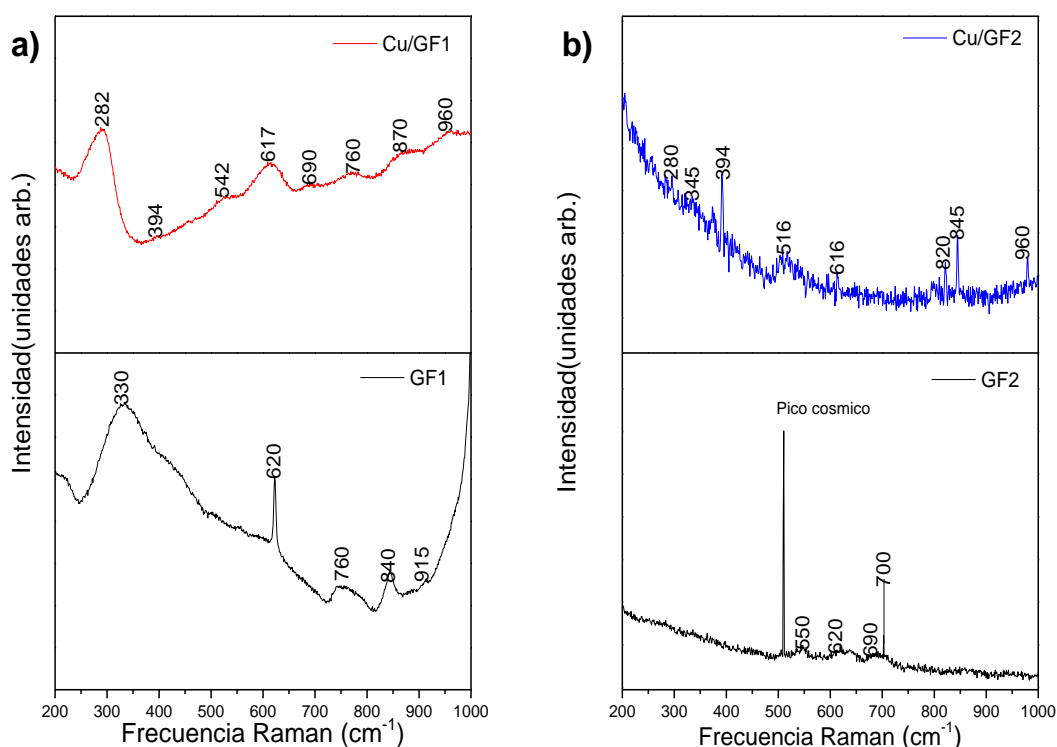 a)
Cu/GF1
282
394
542
617
690
760
870
960
GF1
330
620
760
840
915
Intensidad(unidades arb.)
200 300 400 500 600 700 800 900 1000
Frecuencia Raman (cm-1)
b)
Cu/GF2
280
345
394
516
616
820
845
960
GF2
Pico cosmico
550
620
690
700
Intensidad(unidades arb.)
200 300 400 500 600 700 800 900 1000
Frecuencia Raman (cm-1)